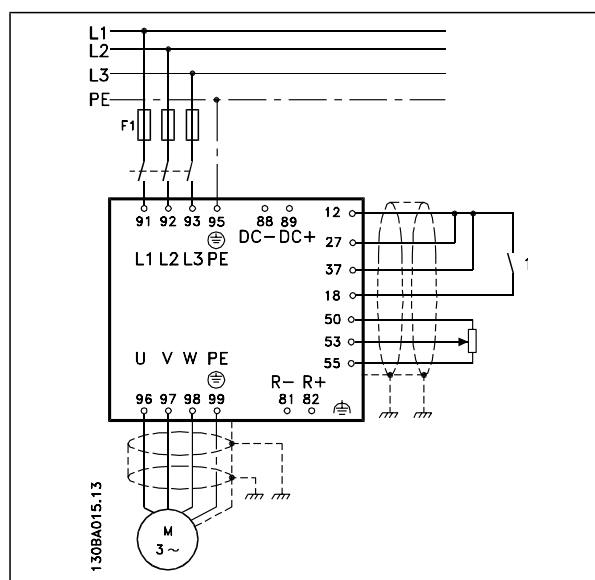 L1
L2
L3
PE
F1
91 92 93 95 88 89 12
DC- DC+
27
L1 L2 L3 PE
37
18
1
50
53
U V W PE
55
R- R+
96 97 98 99 81 82
130BA015.13
M
3 ~